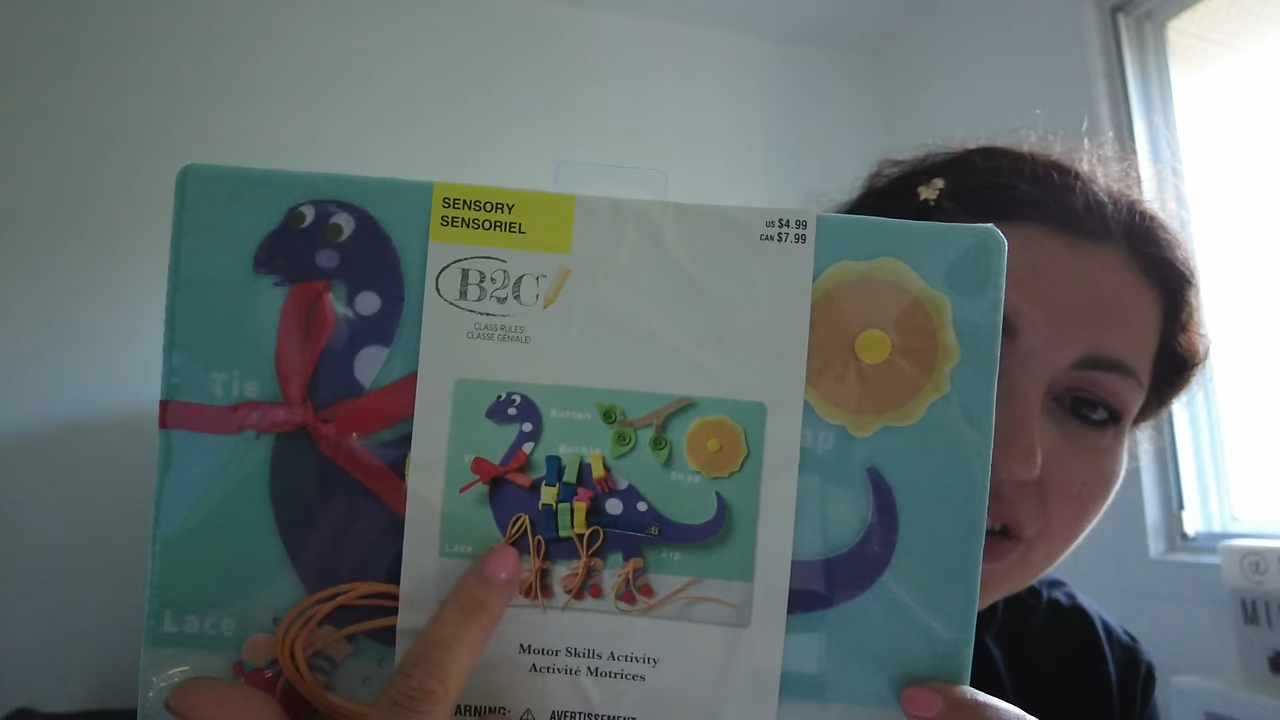 SENSORY
SENSORIEL
US $4.99
CAN $7.99
B2C
CLASS RULES!
CLASSE GÉNIALE!
Tie
Button
Buckle
Snap
Lace
Zip
Lace
Motor Skills Activity
Activité Motrices
WARNING: ⚠ AVERTISSEMENT
@